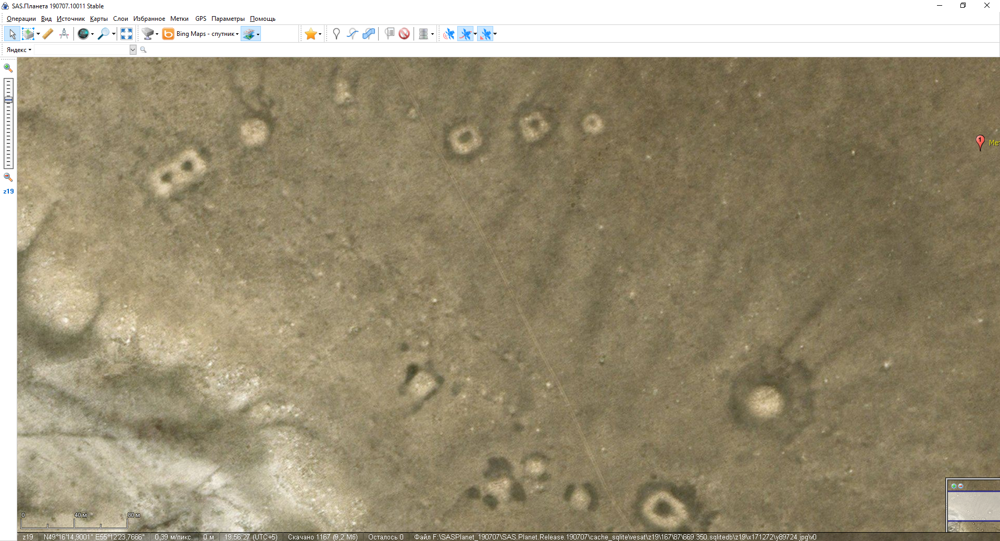 SAS.Планета 190707.10011 Stable
Операции Вид Источник Карты Слои Избранное Метки GPS Параметры Помощь
Bing Maps - спутник
Яндекс
z19
1
Ме
0 40 м 80 м
z19 N49°16'14,9001" E55°12'23,7666" 0,39 м/пикс. 0 м 19:56:27 (UTC+5) Скачано 1167 (9,2 Мб) Осталось 0 Файл F:\SASPlanet_190707\SAS.Planet.Release.190707\cache_sqlite\vesat\z19\167\87\669.350.sqlitedb\z19\x171272\y89724.jpg\v0